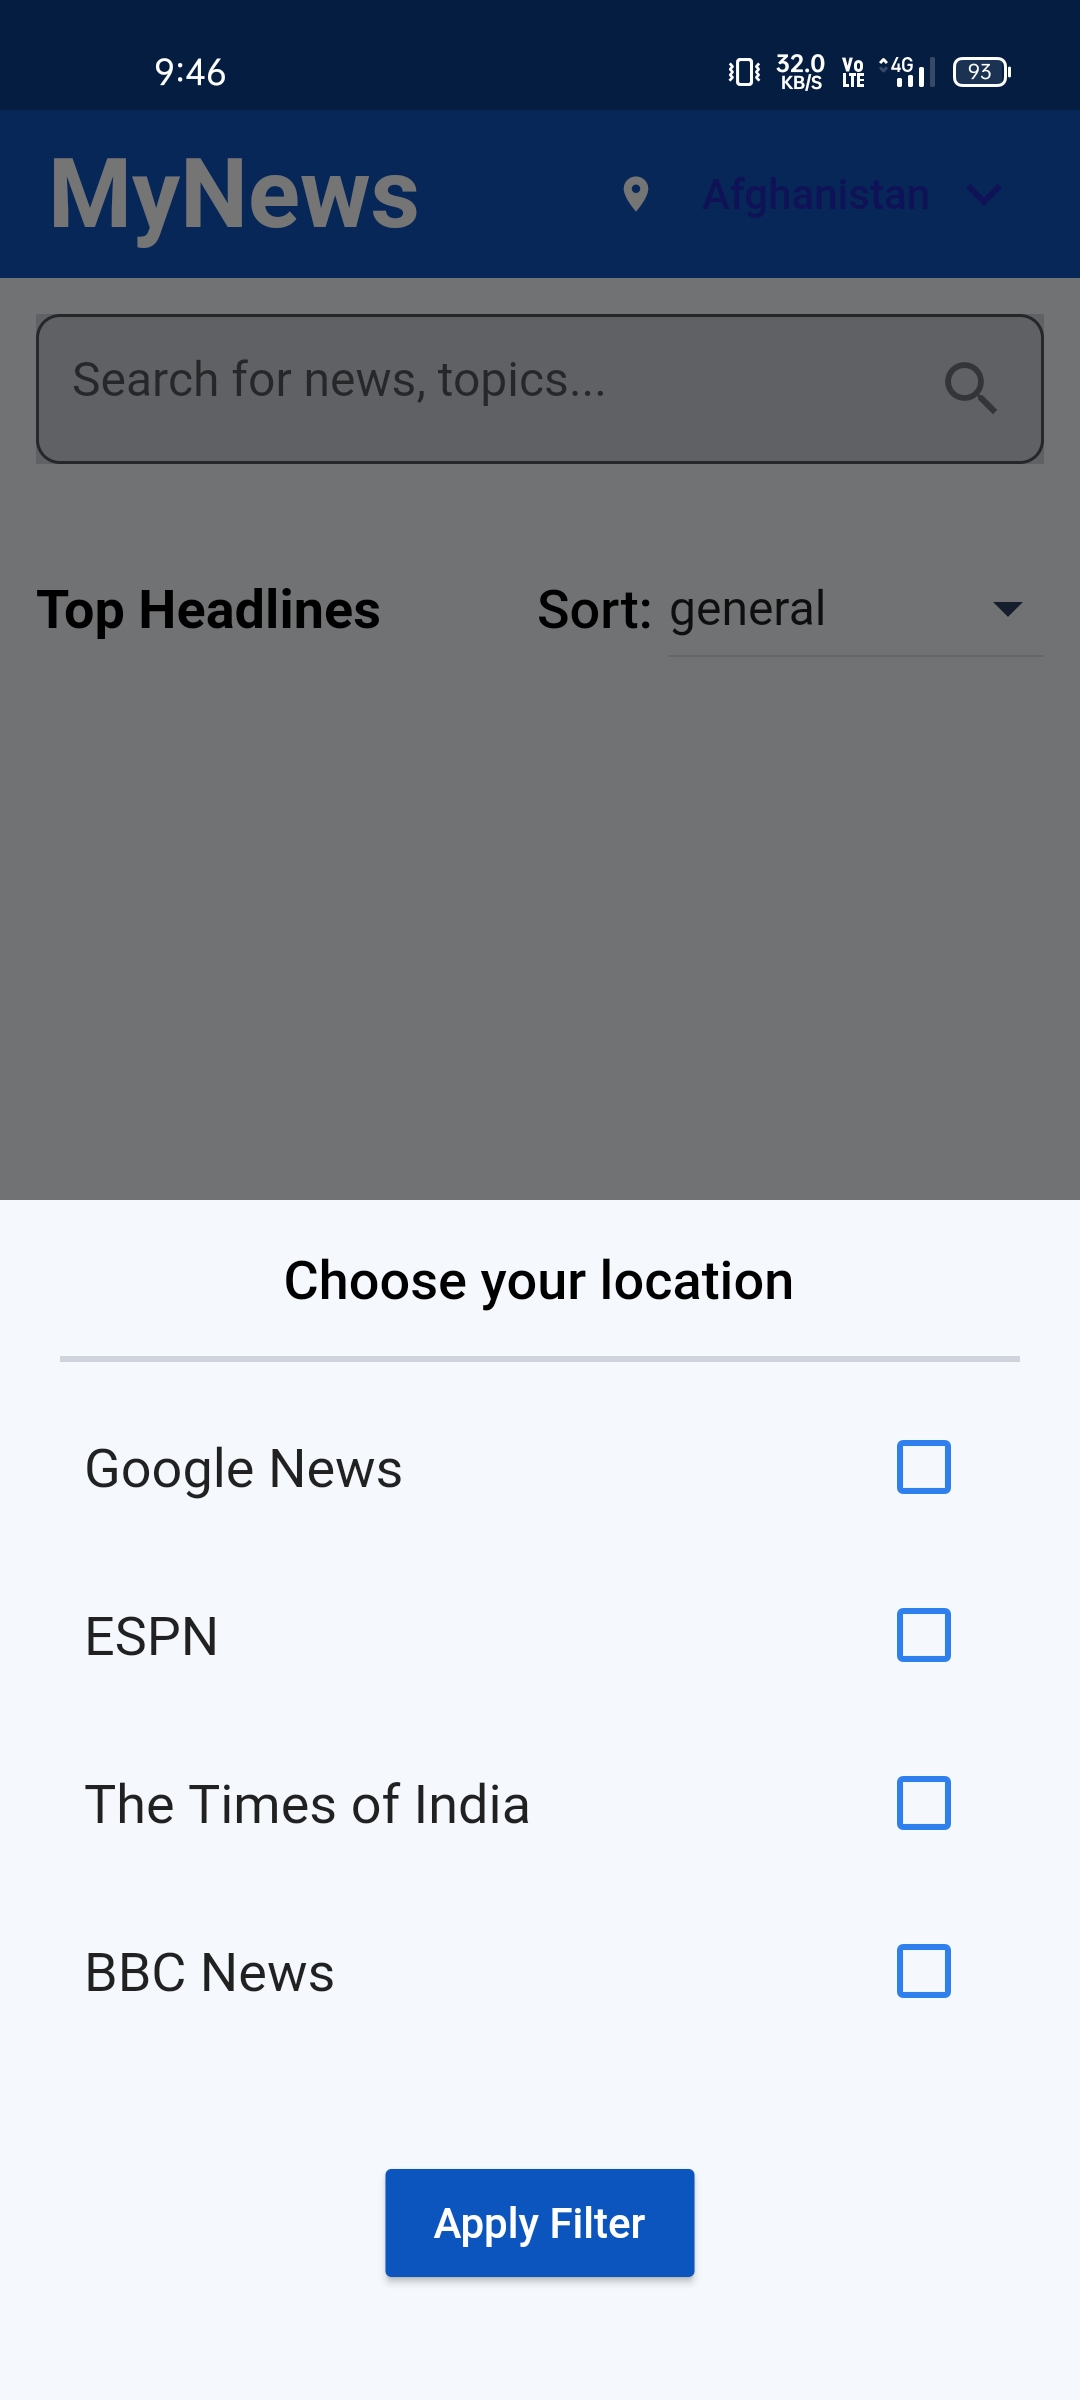 9:46 32.0 KB/S Vo LTE 4G 93
MyNews Afghanistan
Search for news, topics...
Top Headlines Sort: general
Choose your location
Google News
ESPN
The Times of India
BBC News
Apply Filter